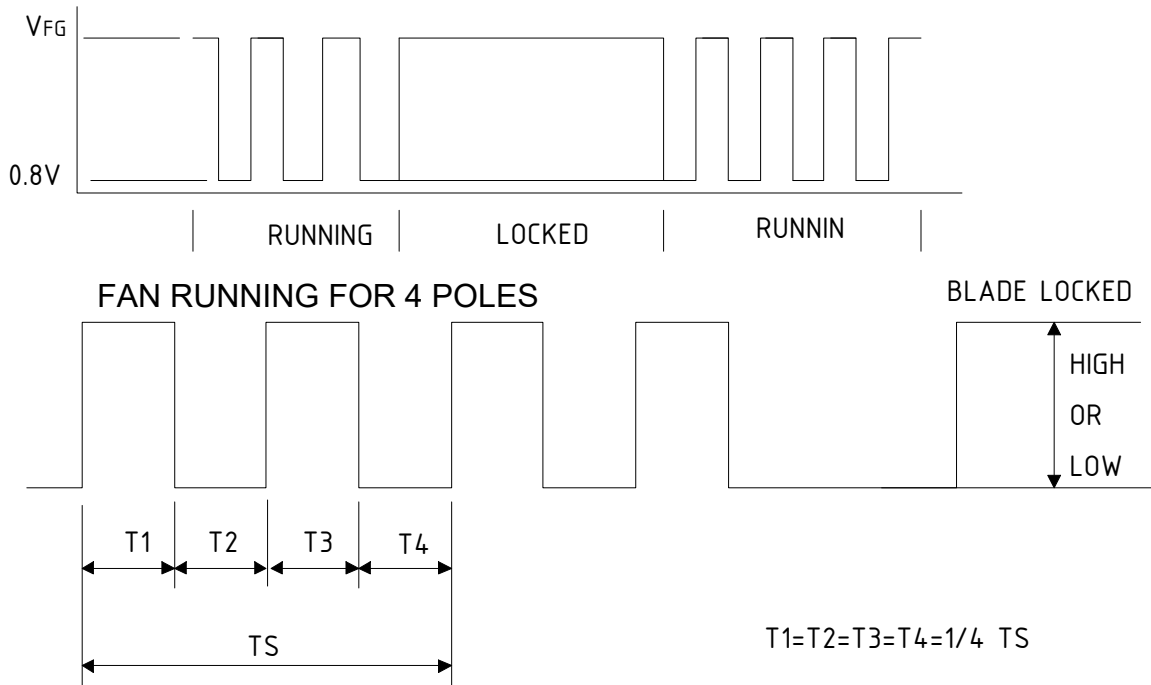 VFG
0.8V
RUNNING LOCKED RUNNIN
FAN RUNNING FOR 4 POLES
BLADE LOCKED
HIGH
OR
LOW
T1 T2 T3 T4
TS
T1=T2=T3=T4=1/4 TS